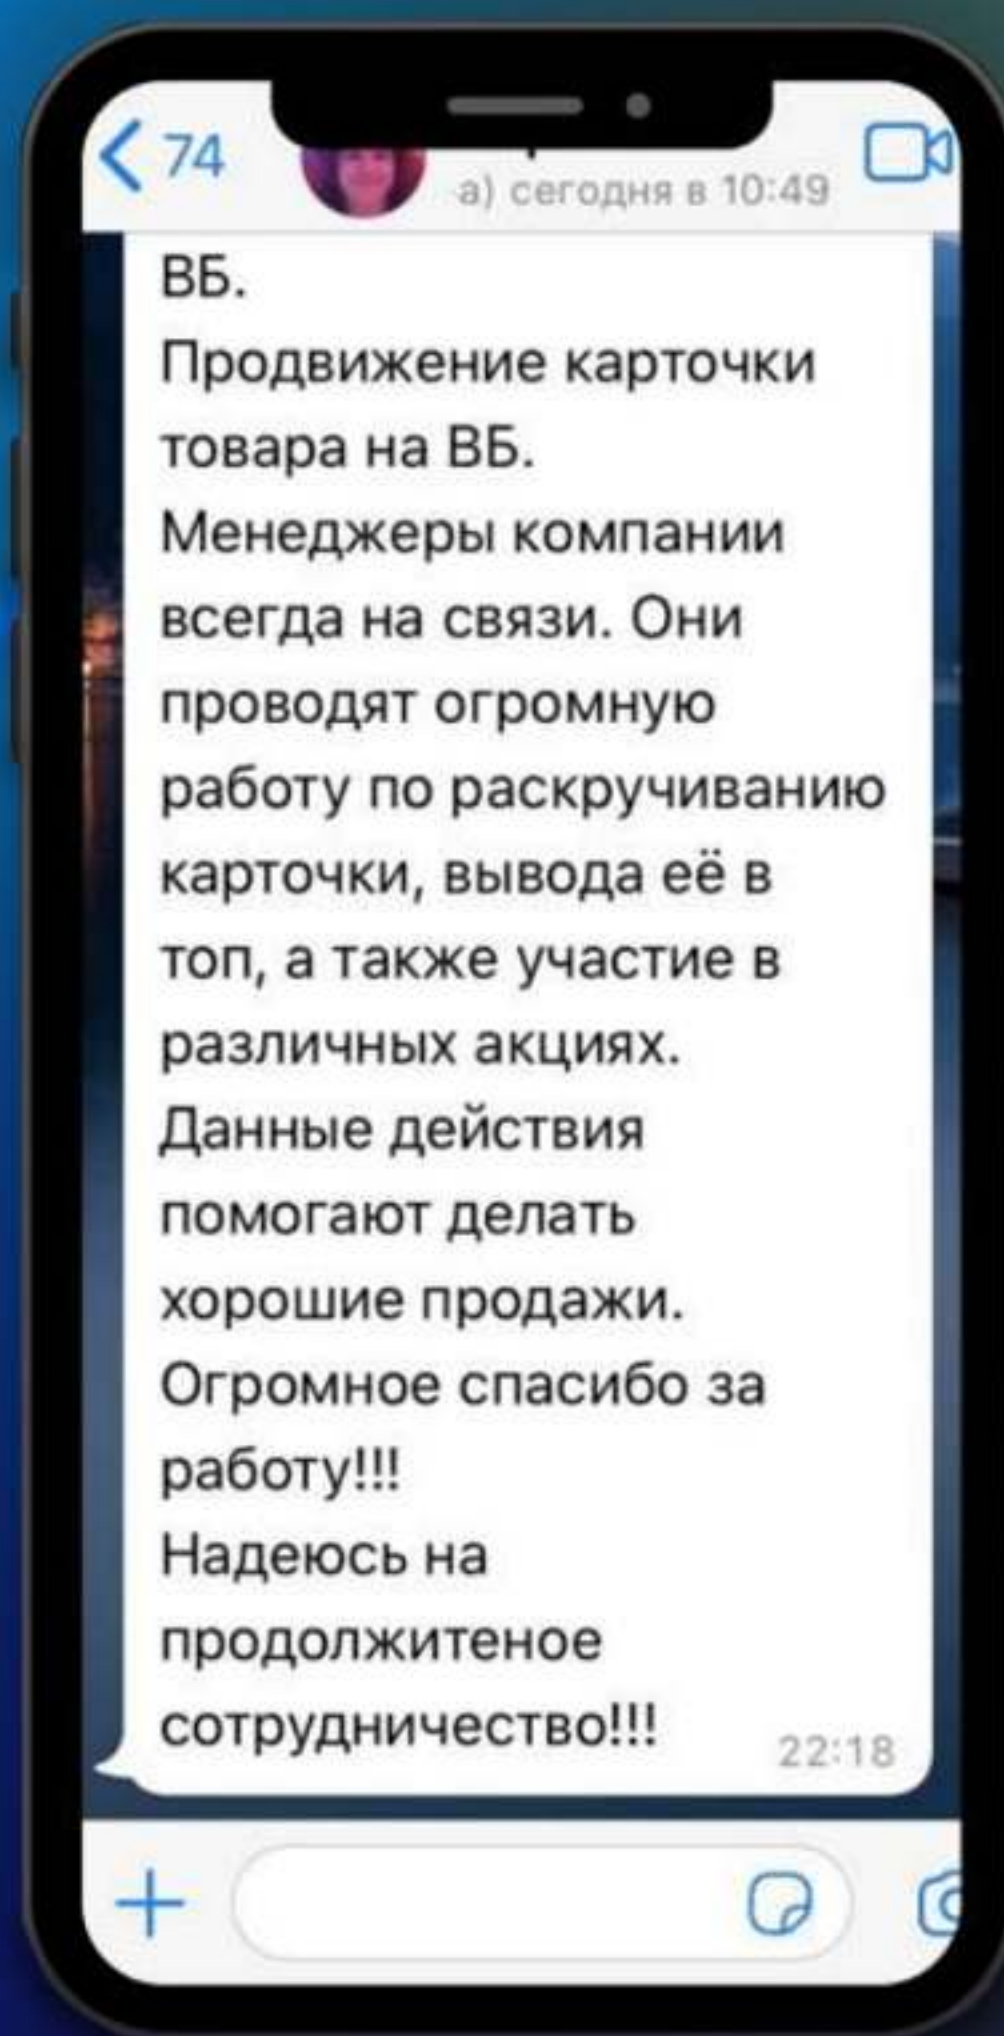 74
а) сегодня в 10:49
ВБ.
Продвижение карточки
товара на ВБ.
Менеджеры компании
всегда на связи. Они
проводят огромную
работу по раскручиванию
карточки, вывода её в
топ, а также участие в
различных акциях.
Данные действия
помогают делать
хорошие продажи.
Огромное спасибо за
работу!!!
Надеюсь на
продолжитеное
сотрудничество!!!
22:18